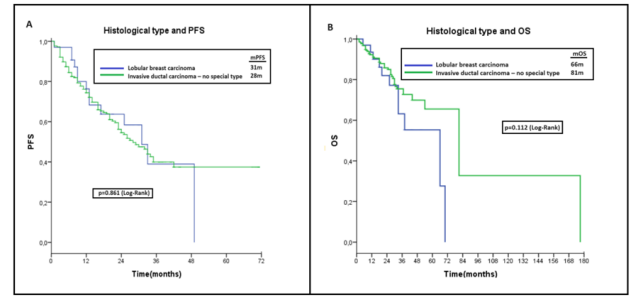 A
Histological type and PFS
mPFS
Lobular breast carcinoma 31m
Invasive ductal carcinoma – no special type 28m
1,0
0,8
0,6
0,4
0,2
0,0
PFS
p=0.861 (Log-Rank)
0 12 24 36 48 60 72
Time(months)
B
Histological type and OS
mOS
Lobular breast carcinoma 66m
Invasive ductal carcinoma – no special type 81m
1,0
0,8
0,6
0,4
0,2
0,0
OS
p=0.112 (Log-Rank)
0 12 24 36 48 60 72 84 96 108 120 132 144 156 168 180
Time(months)